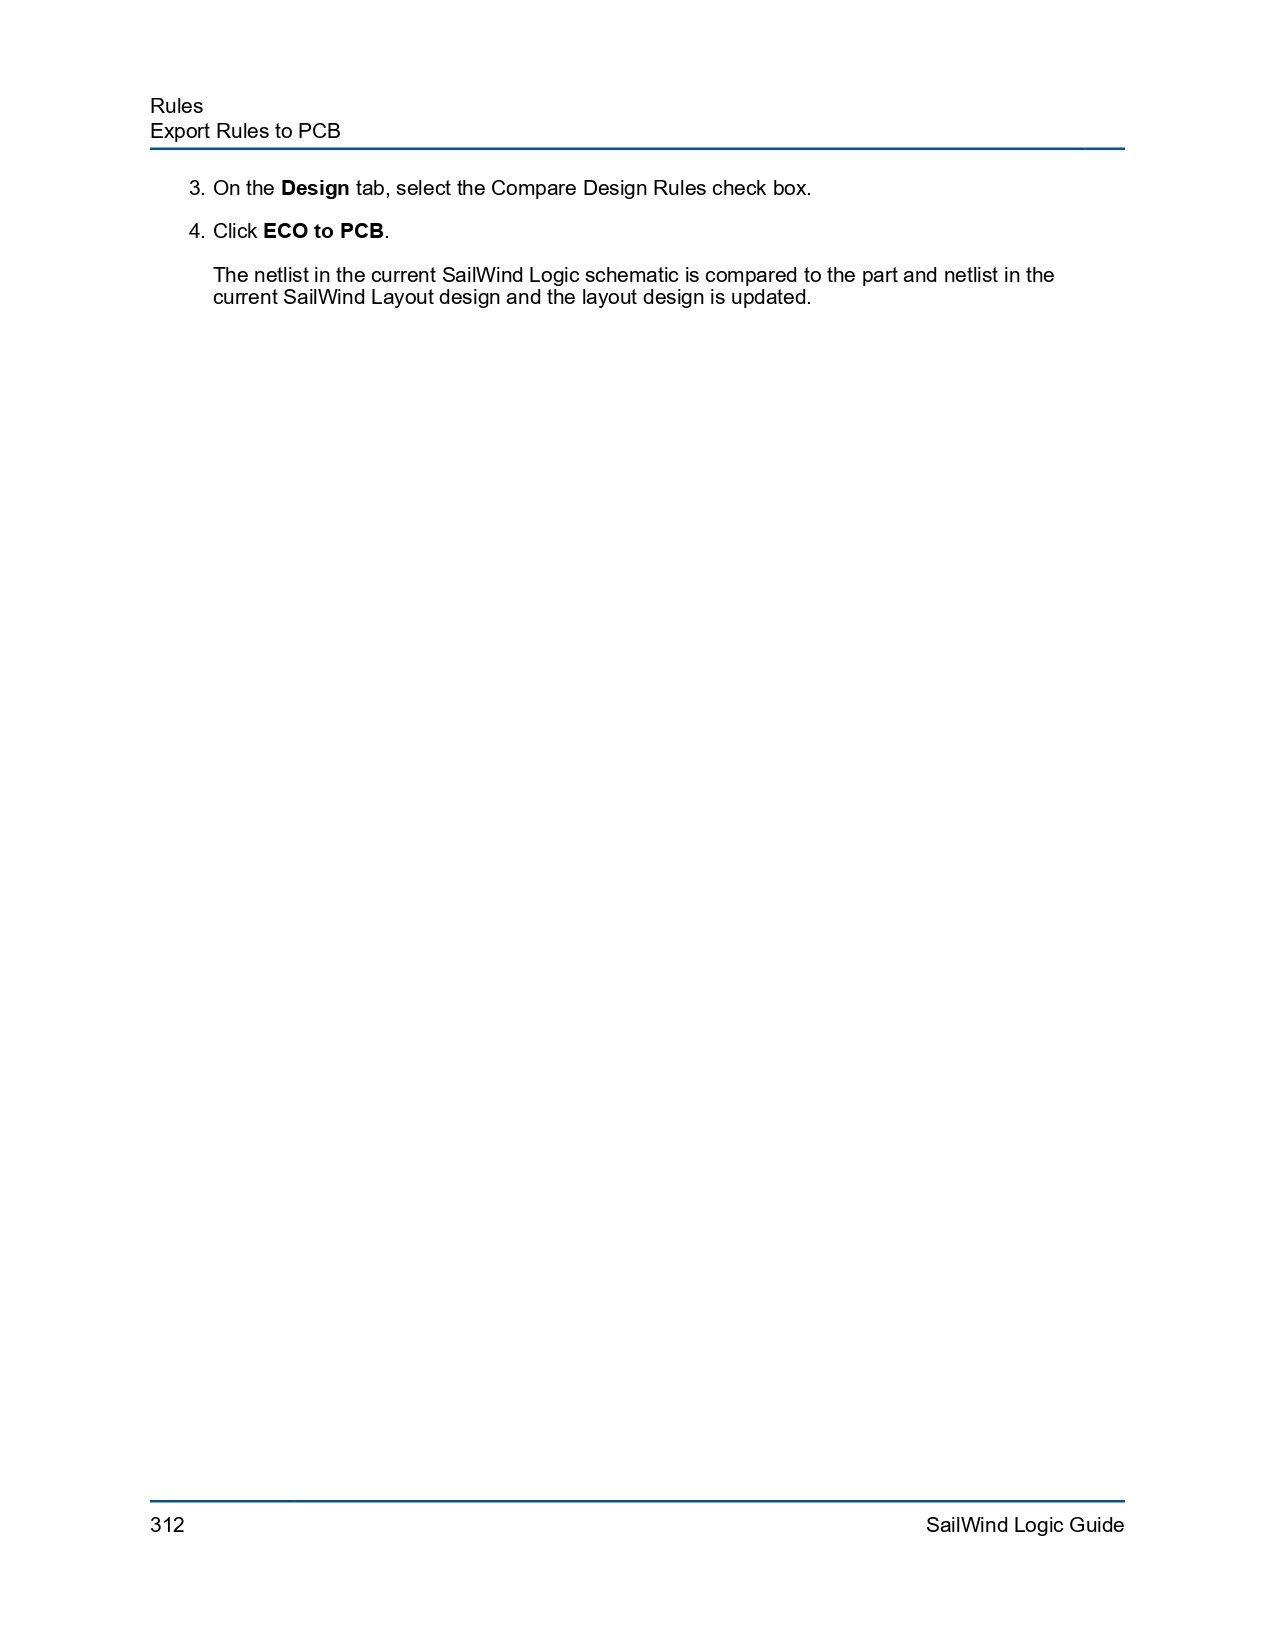 Rules
Export Rules to PCB
3. On the Design tab, select the Compare Design Rules check box.
4. Click ECO to PCB.
The netlist in the current SailWind Logic schematic is compared to the part and netlist in the
current SailWind Layout design and the layout design is updated.
312
SailWind Logic Guide